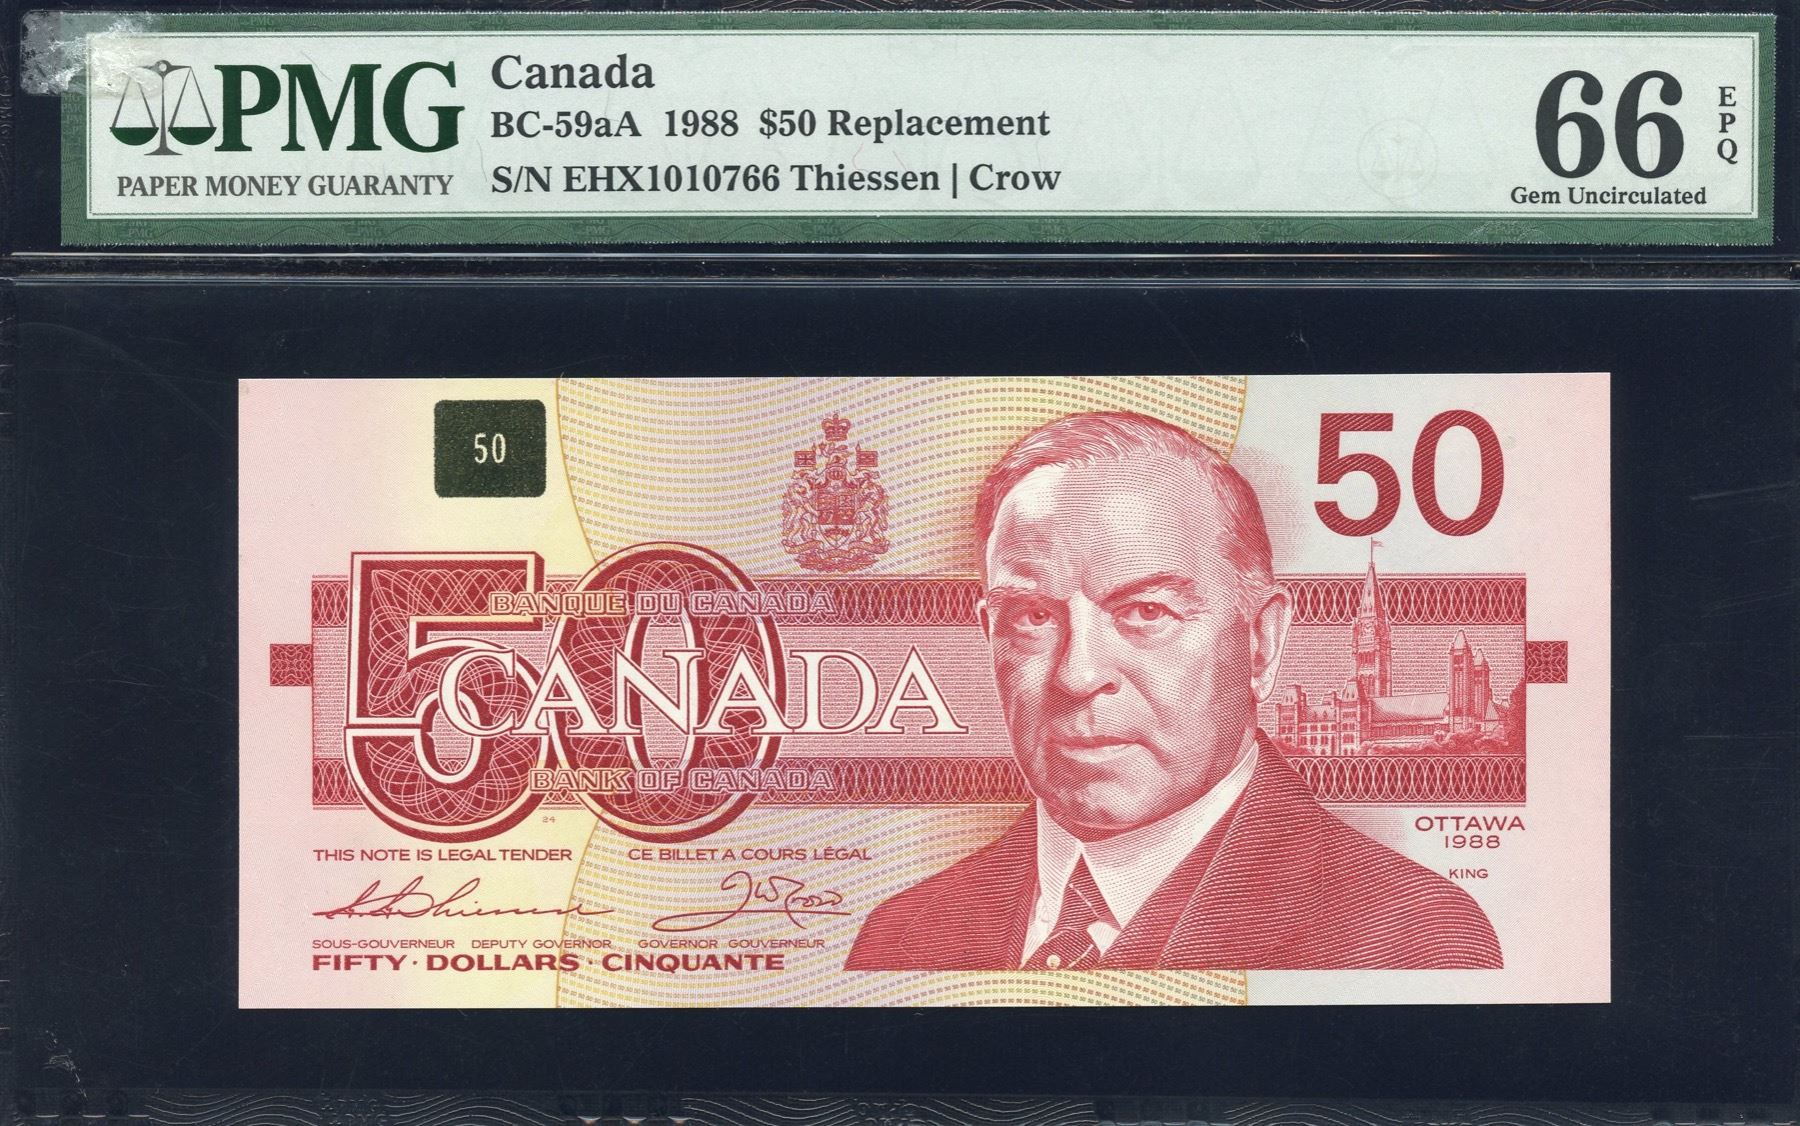 PMG
PAPER MONEY GUARANTY
Canada
BC-59aA 1988 $50 Replacement
S/N EHX1010766 Thiessen | Crow
66
EPQ
Gem Uncirculated
50
50
BANQUE DU CANADA
50
CANADA
BANK OF CANADA
24
THIS NOTE IS LEGAL TENDER CE BILLET A COURS LÉGAL
OTTAWA
1988
KING
SOUS-GOUVERNEUR DEPUTY GOVERNOR GOVERNOR GOUVERNEUR
FIFTY · DOLLARS · CINQUANTE